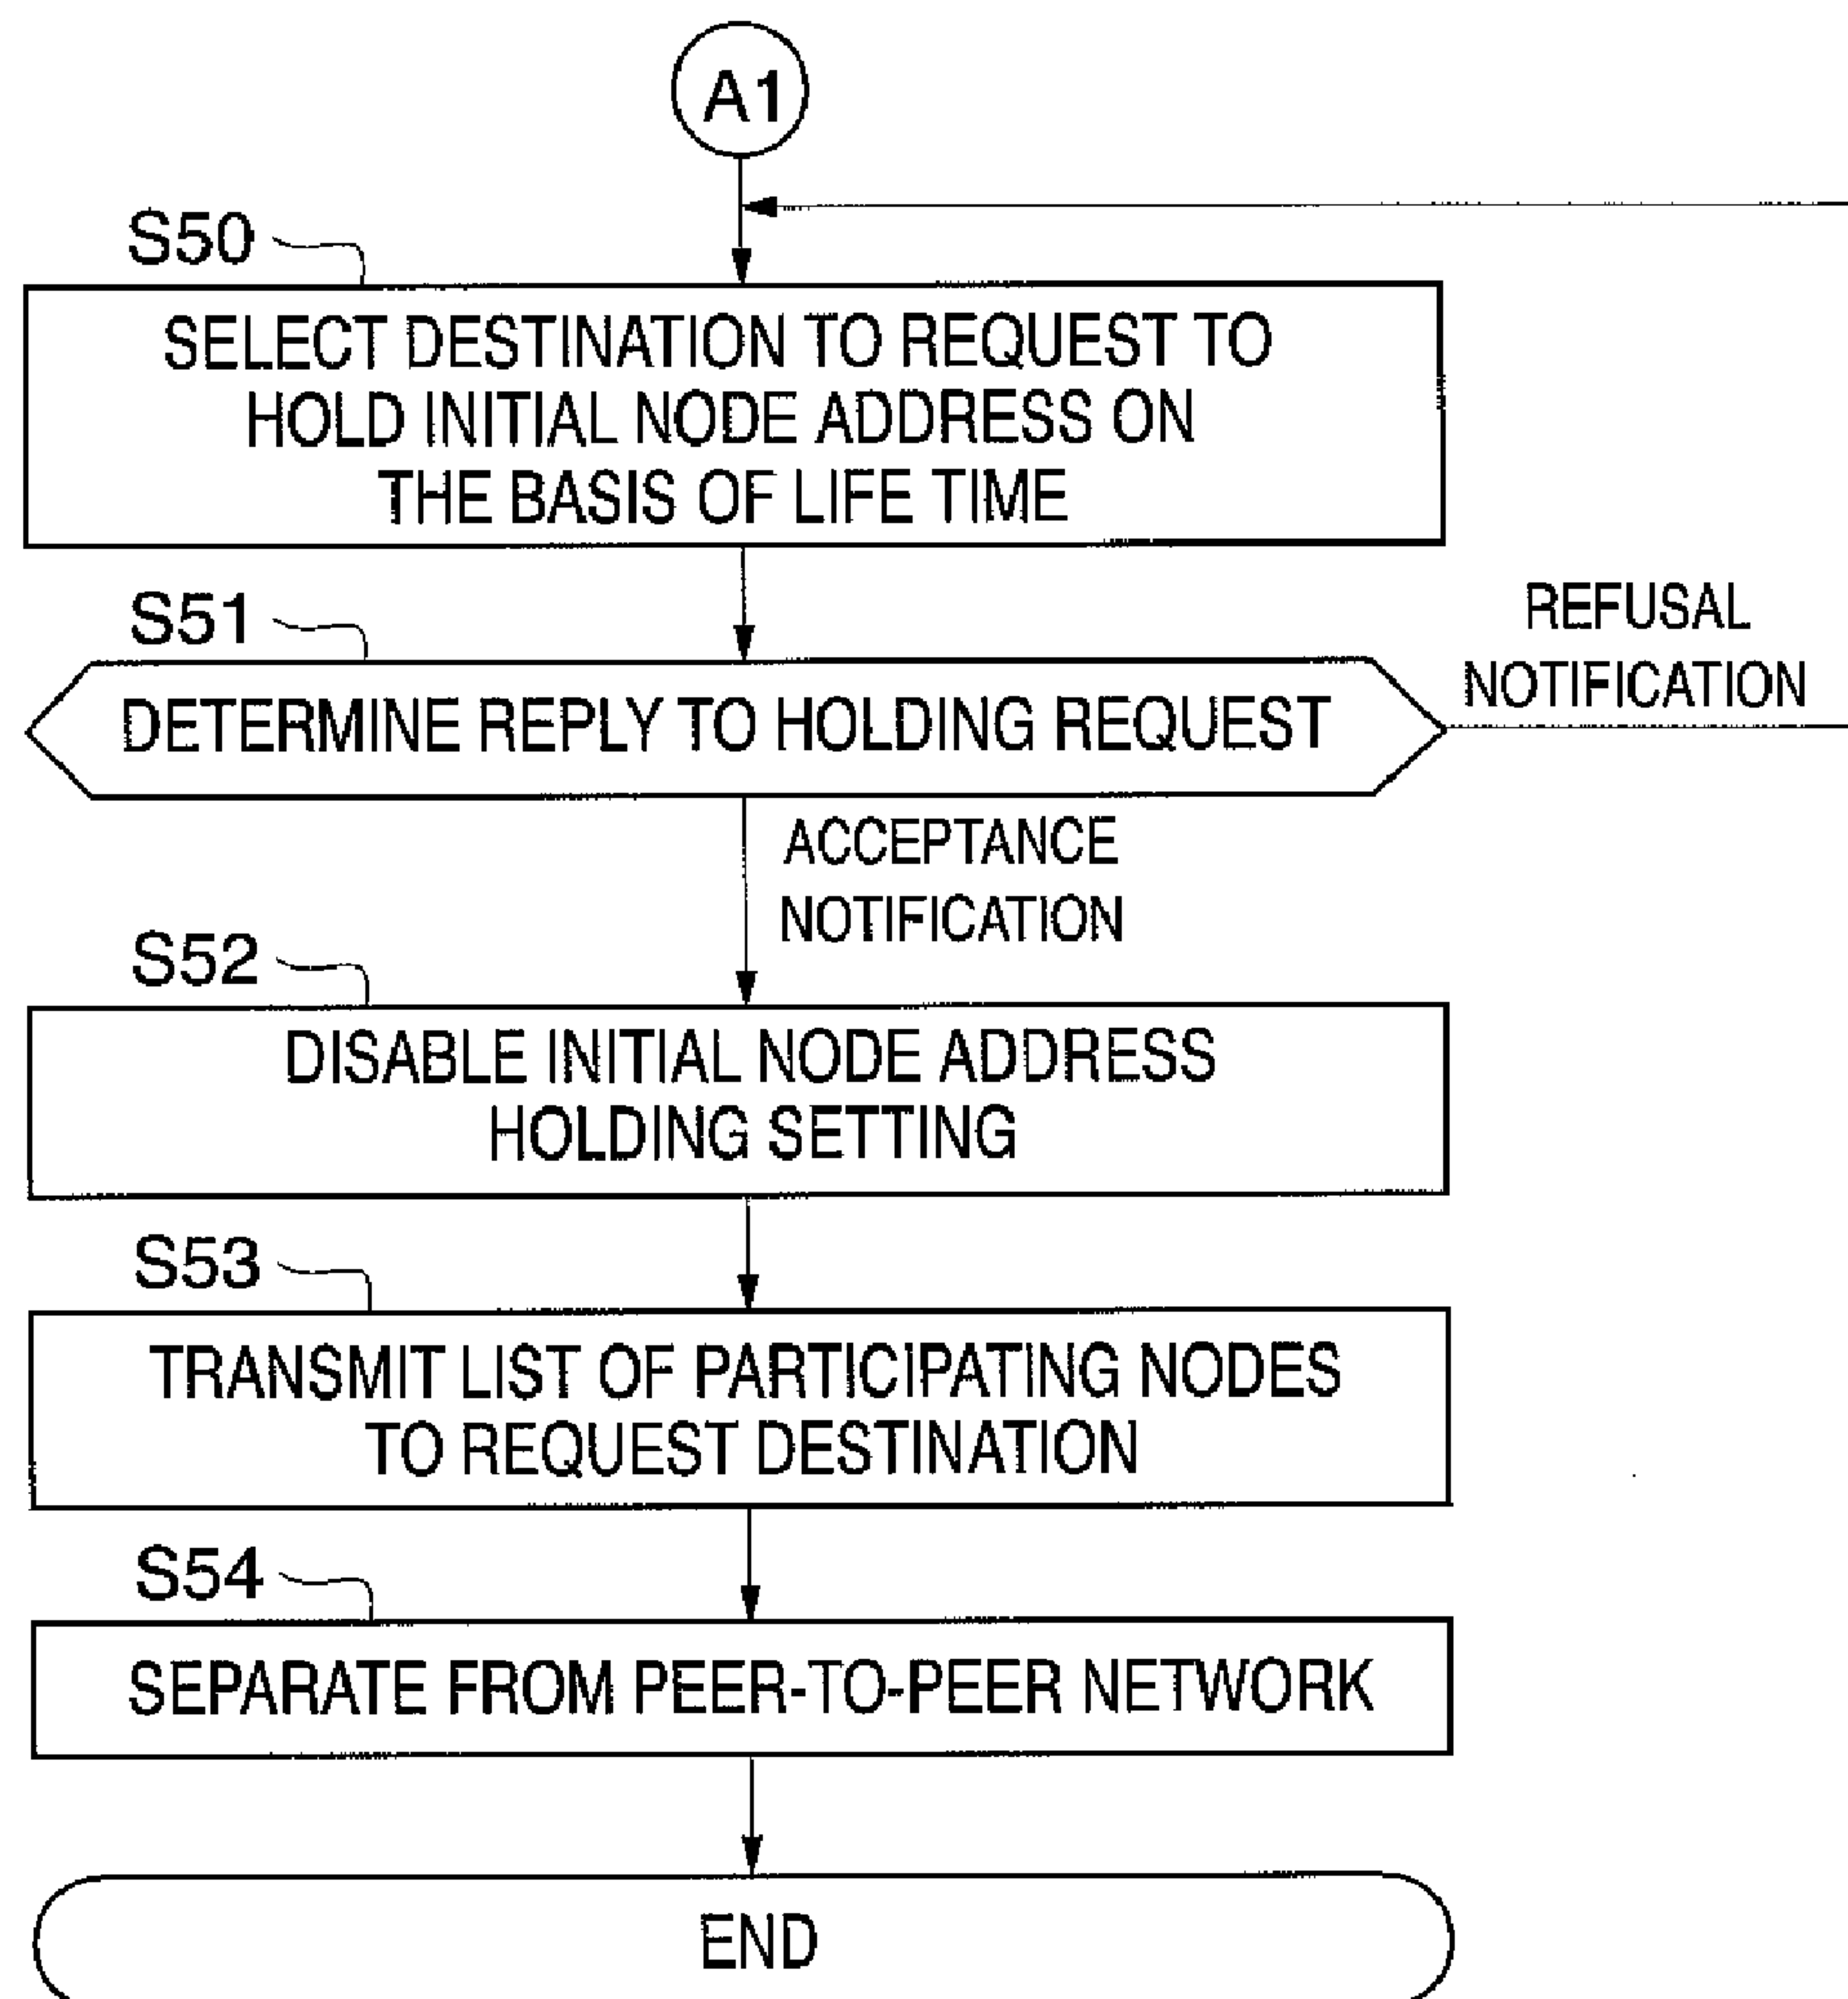 A1
S50
SELECT DESTINATION TO REQUEST TO
HOLD INITIAL NODE ADDRESS ON
THE BASIS OF LIFE TIME
S51
DETERMINE REPLY TO HOLDING REQUEST
REFUSAL
NOTIFICATION
ACCEPTANCE
NOTIFICATION
S52
DISABLE INITIAL NODE ADDRESS
HOLDING SETTING
S53
TRANSMIT LIST OF PARTICIPATING NODES
TO REQUEST DESTINATION
S54
SEPARATE FROM PEER-TO-PEER NETWORK
END